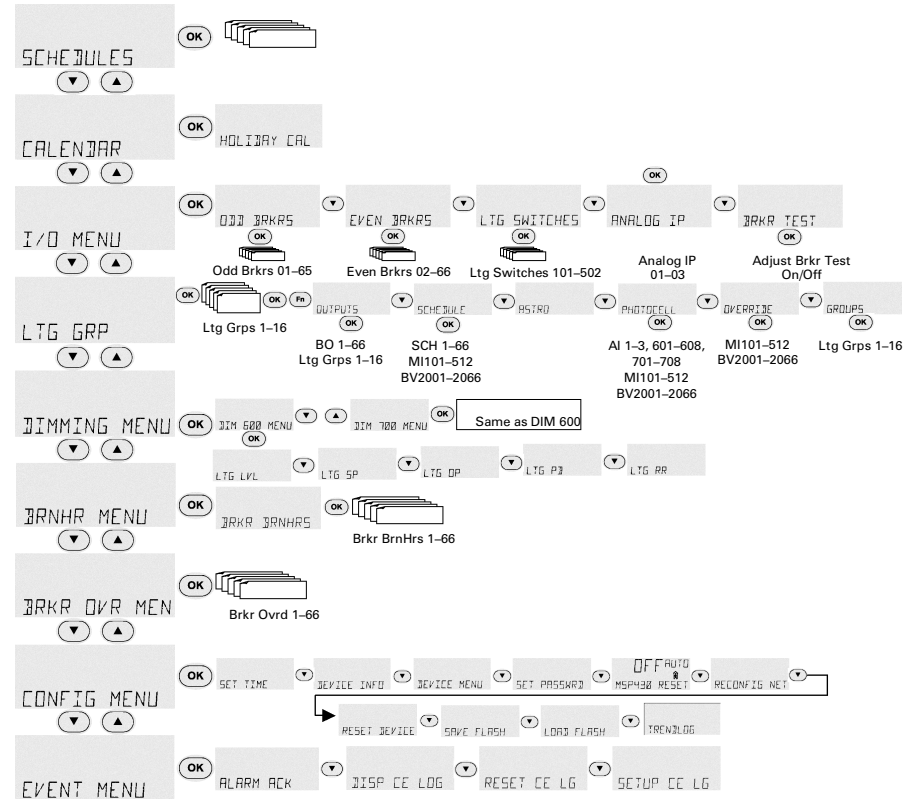 SCHEDULES OK
CALENDAR OK HOLIDAY CAL
OK
I/O MENU OK ODD BRKRS EVEN BRKRS LTG SWITCHES ANALOG IP BRKR TEST
OK OK OK OK
Odd Brkrs 01–65 Even Brkrs 02–66 Ltg Switches 101–502 Analog IP 01–03 Adjust Brkr Test On/Off
LTG GRP OK OK Fn OUTPUTS SCHEDULE ASTRO PHOTOCELL OVERRIDE GROUPS
Ltg Grps 1–16 OK OK OK OK OK
BO 1–66 SCH 1–66 AI 1–3, 601–608, MI101–512 Ltg Grps 1–16
Ltg Grps 1–16 MI101–512 701–708 BV2001–2066
BV2001–2066 MI101–512
BV2001–2066
DIMMING MENU OK DIM 600 MENU DIM 700 MENU OK Same as DIM 600
OK
LTG LVL LTG SP LTG OP LTG PD LTG RR
BRNHR MENU OK BRKR BRNHRS OK
Brkr BrnHrs 1–66
BRKR OVR MEN OK
Brkr Ovrd 1–66
OFF AUTO
CONFIG MENU OK SET TIME DEVICE INFO DEVICE MENU SET PASSWRD MSP430 RESET RECONFIG NET
RESET DEVICE SAVE FLASH LOAD FLASH TRENDLOG
EVENT MENU OK ALARM ACK DISP CE LOG RESET CE LG SETUP CE LG